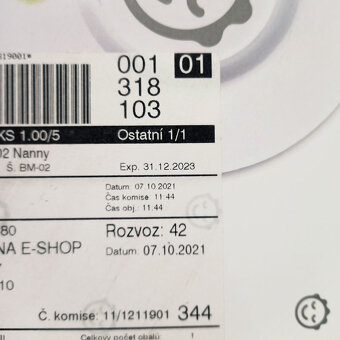 819001*
001 01
318
103
KS 1.00/5 Ostatní 1/1
02 Nanny
Š. BM-02 Exp. 31.12.2023
Datum: 07.10.2021
Čas komise: 11:44
Čas obj.: 11:44
80 Rozvoz: 42
NA E-SHOP Datum: 07.10.2021
10
Č. komise: 11/1211901 344
Celkový počet obalů 1